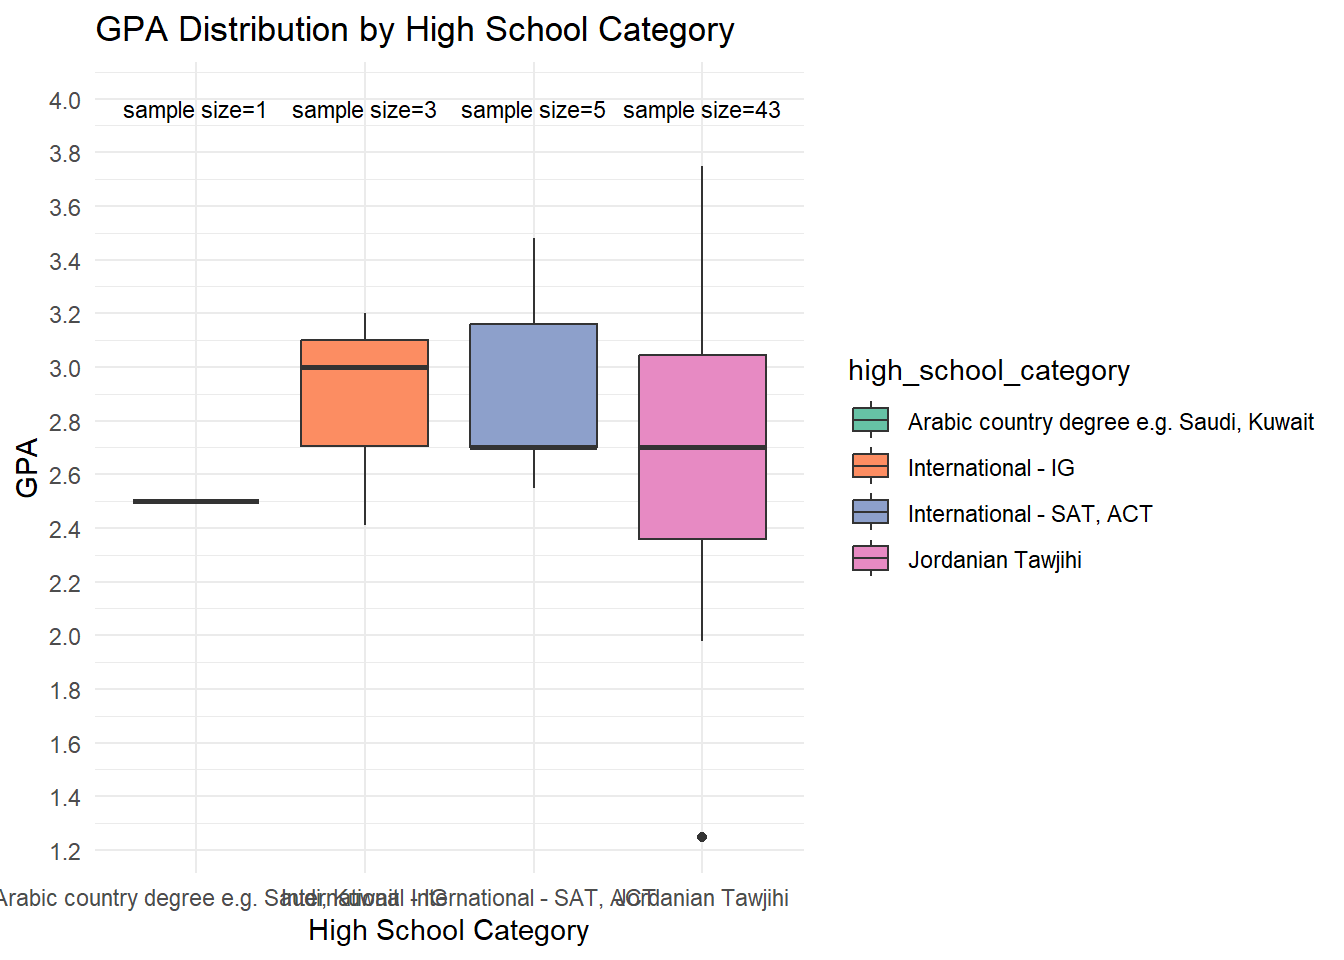 GPA Distribution by High School Category
sample size=1 sample size=3 sample size=5 sample size=43
4.0
3.8
3.6
3.4
3.2
3.0
2.8
2.6
2.4
2.2
2.0
1.8
1.6
1.4
1.2
GPA
Arabic country degree e.g. Saudi, Kuwait International - IG International - SAT, ACT Jordanian Tawjihi
High School Category
high_school_category
Arabic country degree e.g. Saudi, Kuwait
International - IG
International - SAT, ACT
Jordanian Tawjihi